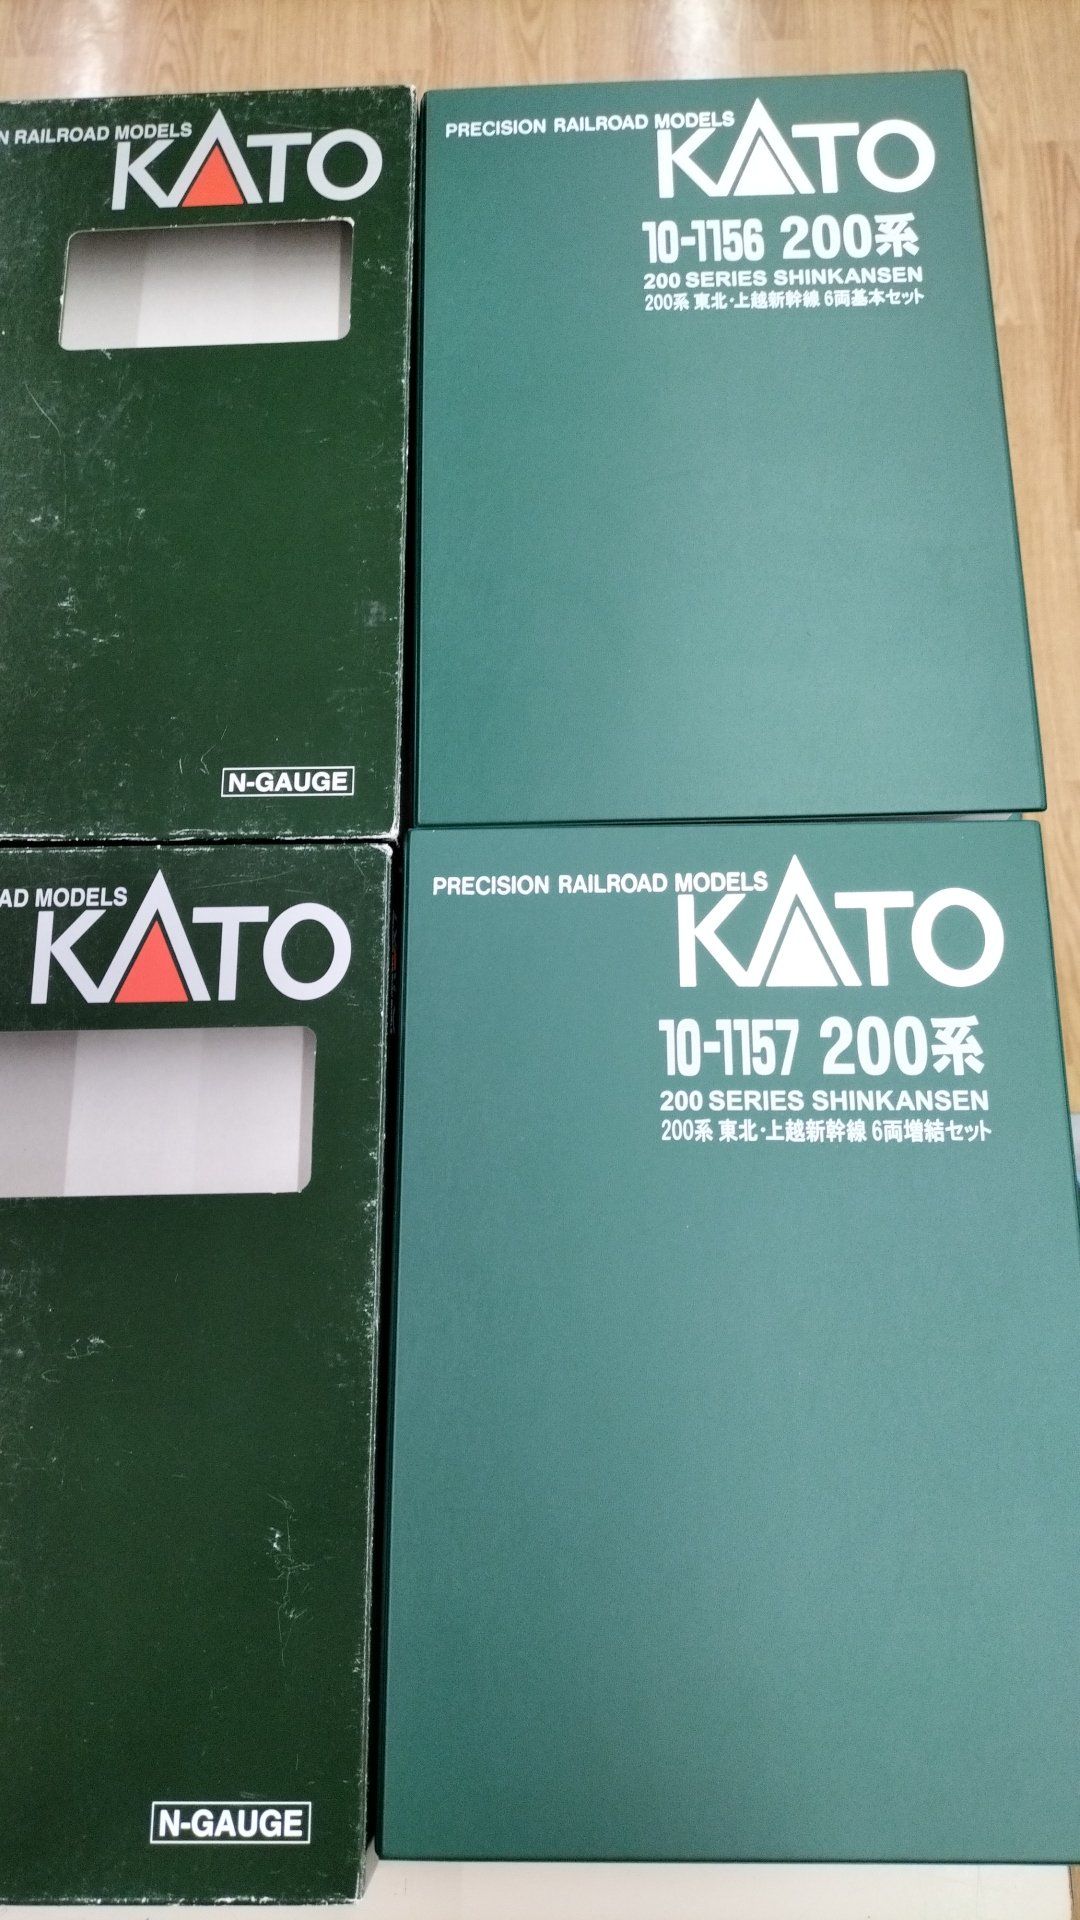 RAILROAD MODELS
KATO
N-GAUGE
PRECISION RAILROAD MODELS
KATO
10-1156 200系
200 SERIES SHINKANSEN
200系 東北・上越新幹線 6両基本セット
MODELS
KATO
N-GAUGE
PRECISION RAILROAD MODELS
KATO
10-1157 200系
200 SERIES SHINKANSEN
200系 東北・上越新幹線 6両増結セット